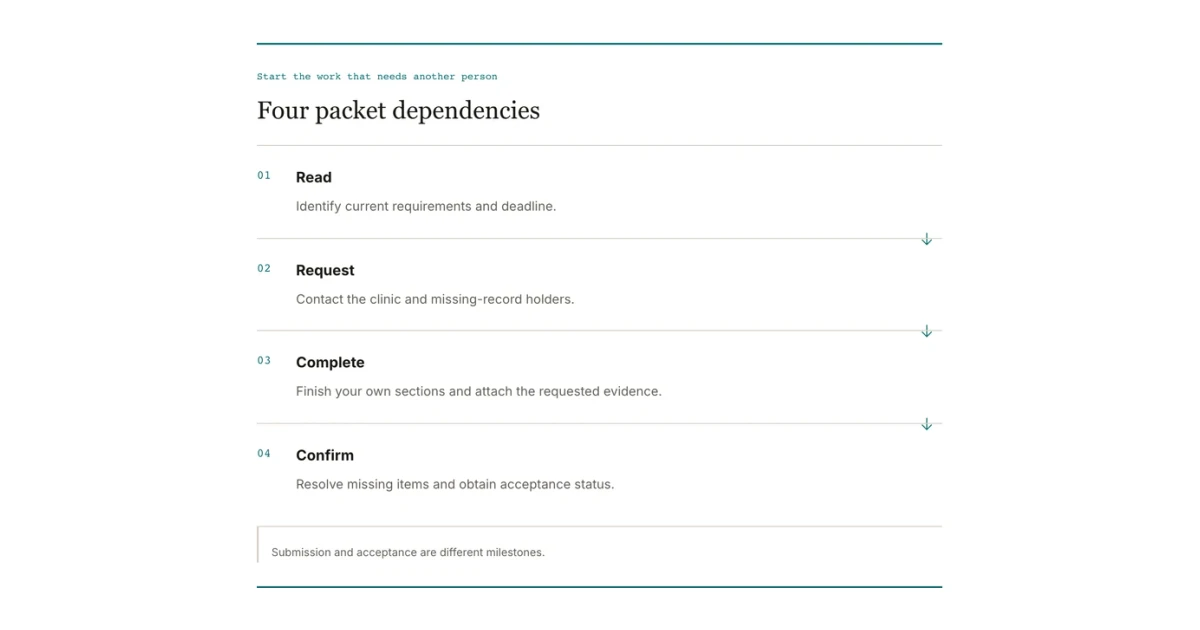 Start the work that needs another person
Four packet dependencies
01
Read
Identify current requirements and deadline.
02
Request
Contact the clinic and missing-record holders.
03
Complete
Finish your own sections and attach the requested evidence.
04
Confirm
Resolve missing items and obtain acceptance status.
Submission and acceptance are different milestones.